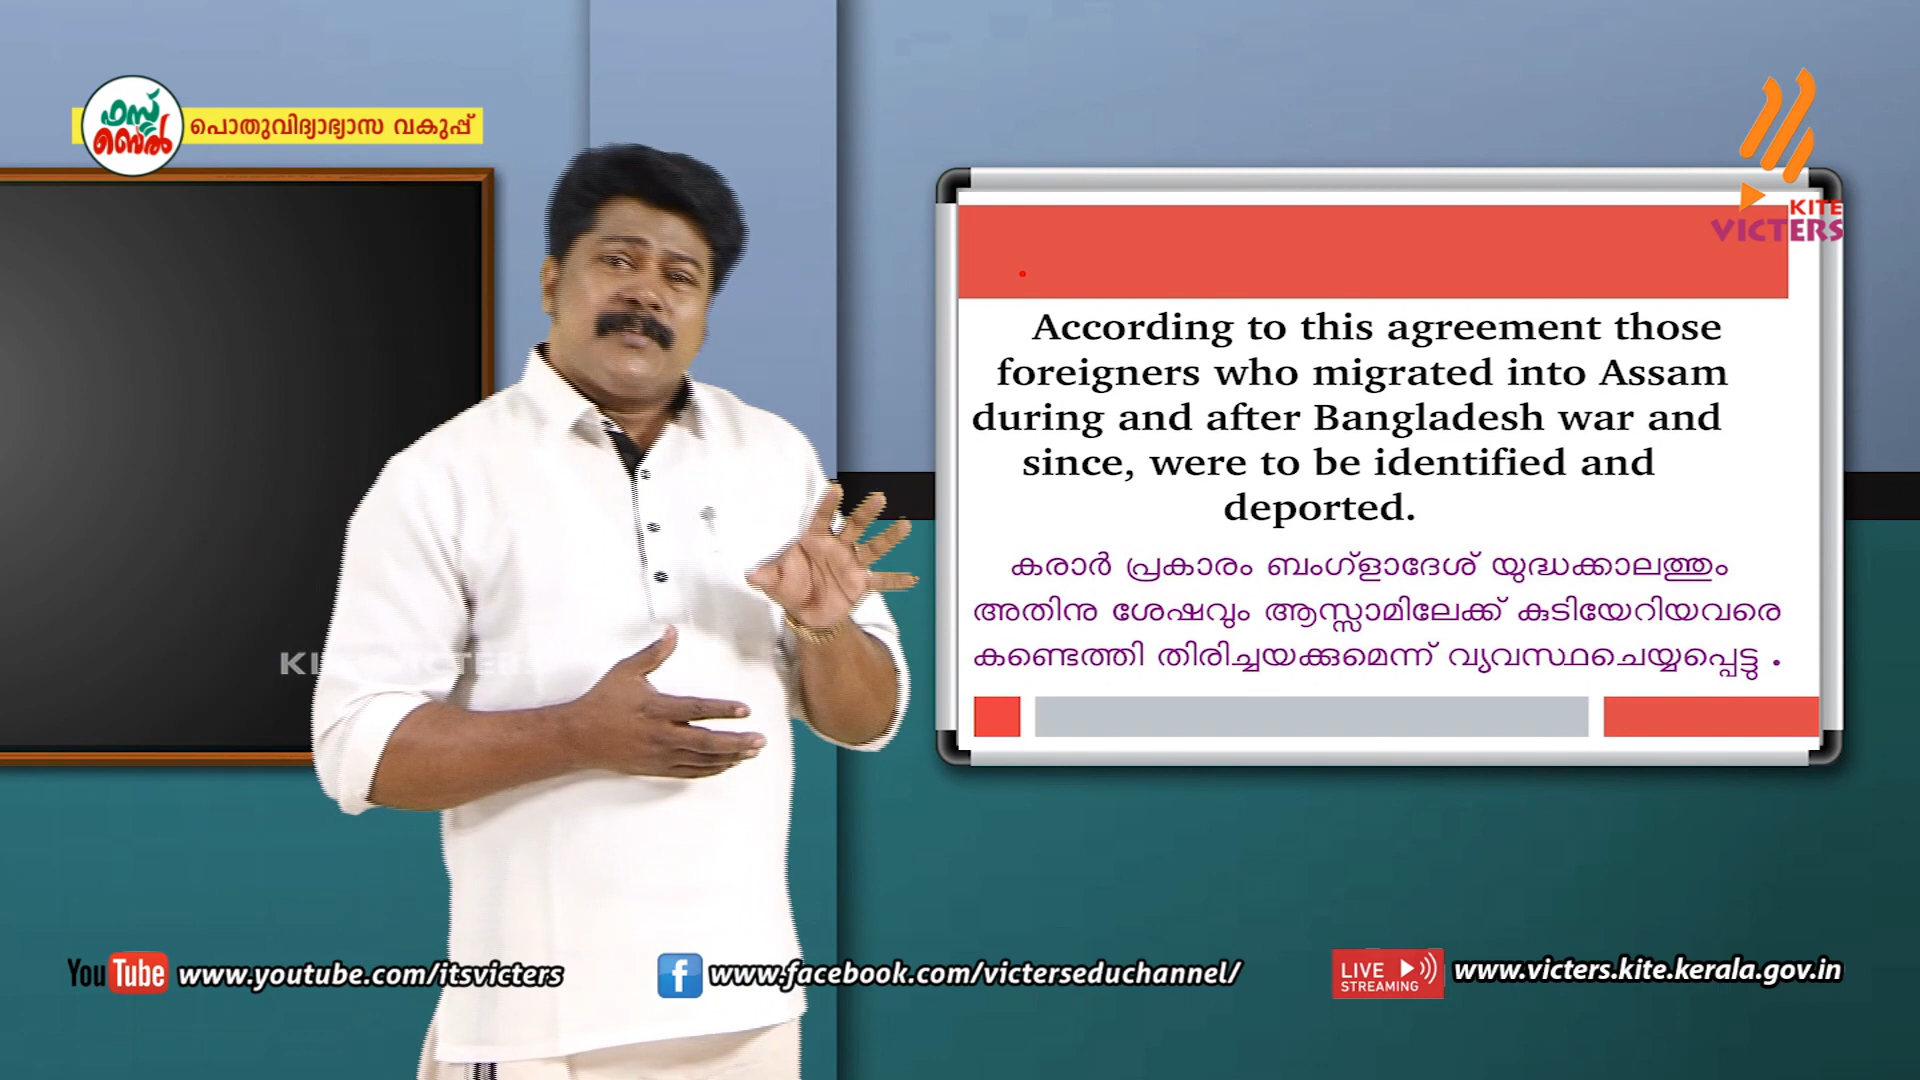 ഫസ്റ്റ്
ബെൽ
പൊതുവിദ്യാഭ്യാസ വകുപ്പ്
KITE
VICTERS
According to this agreement those
foreigners who migrated into Assam
during and after Bangladesh war and
since, were to be identified and
deported.
കരാർ പ്രകാരം ബംഗ്ളാദേശ് യുദ്ധക്കാലത്തും
അതിനു ശേഷവും ആസ്സാമിലേക്ക് കുടിയേറിയവരെ
കണ്ടെത്തി തിരിച്ചയക്കുമെന്ന് വ്യവസ്ഥചെയ്യപ്പെട്ടു .
KITE VICTERS
YouTube www.youtube.com/itsvicters
f www.facebook.com/victerseduchannel/
LIVE STREAMING www.victers.kite.kerala.gov.in